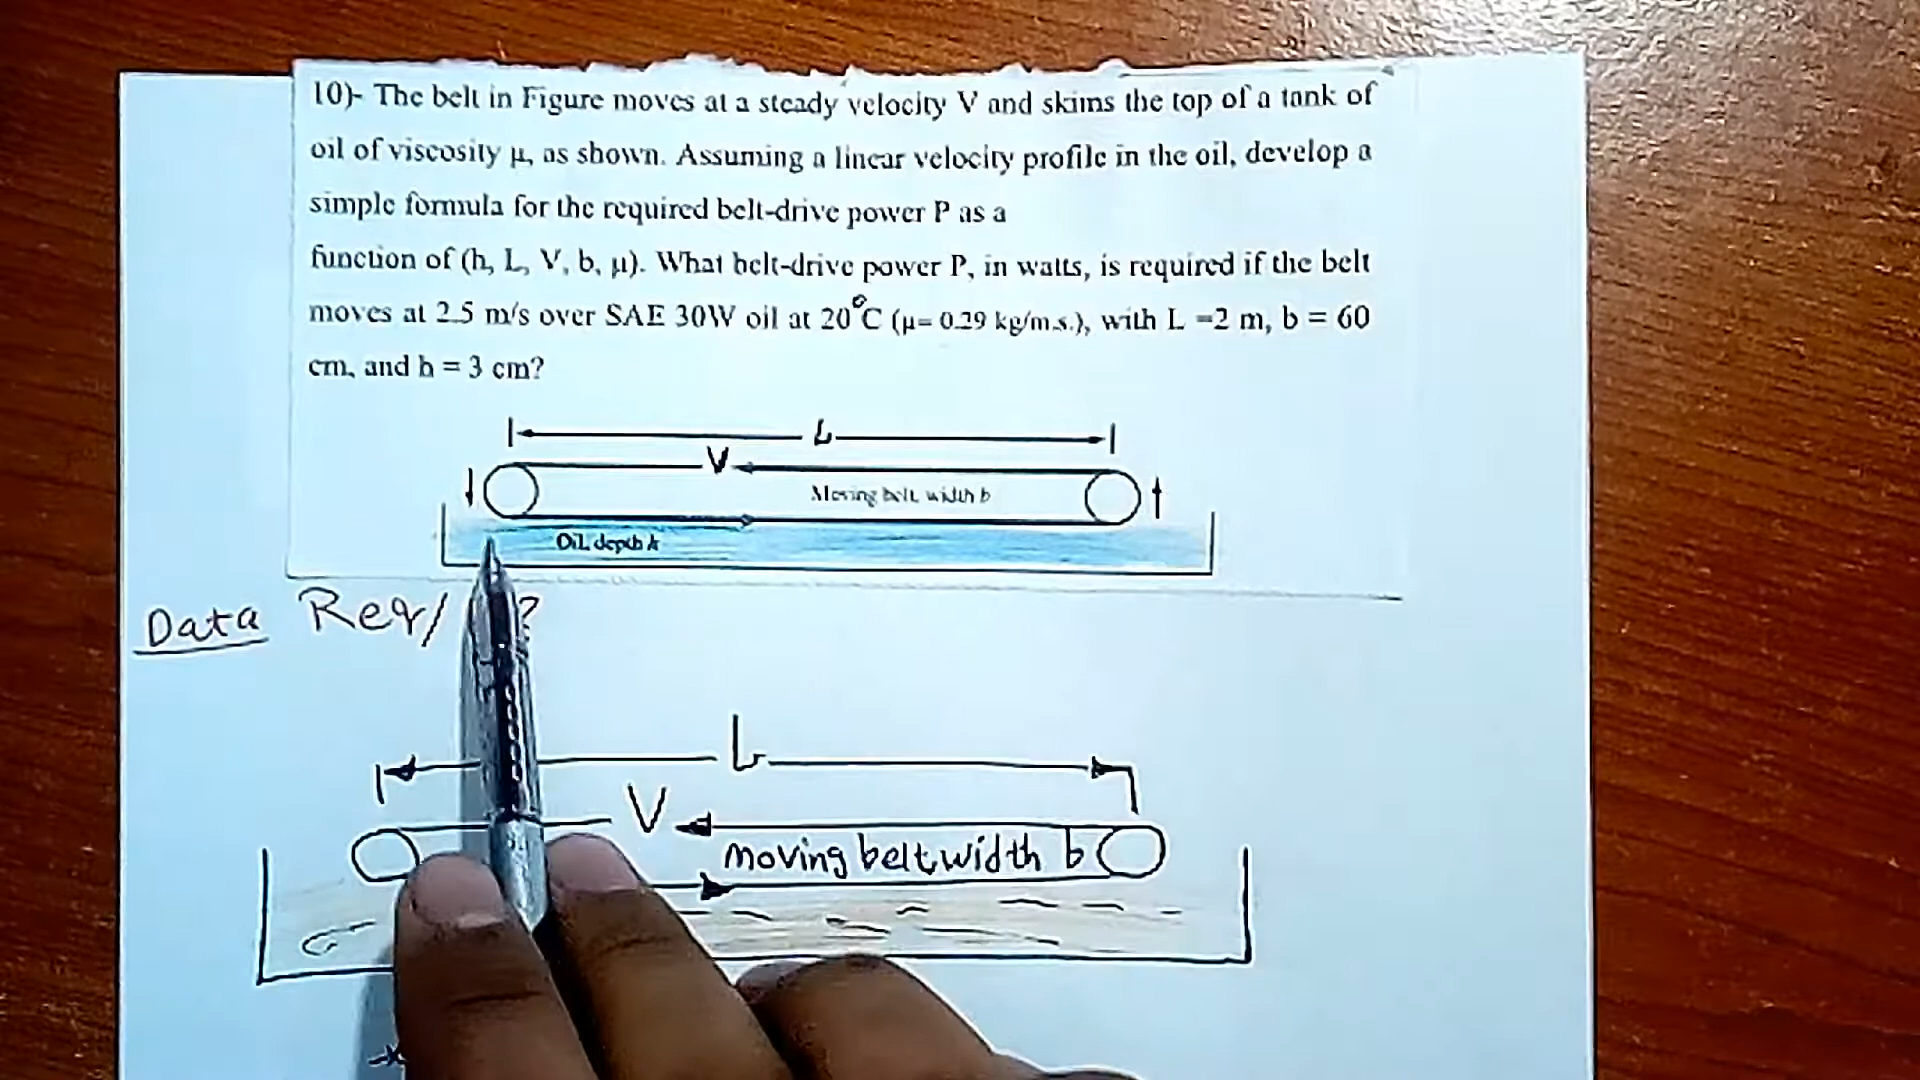 10)- The belt in Figure moves at a steady velocity V and skims the top of a tank of
oil of viscosity μ, as shown. Assuming a linear velocity profile in the oil, develop a
simple formula for the required belt-drive power P as a
function of (h, L, V, b, μ). What belt-drive power P, in watts, is required if the belt
moves at 2.5 m/s over SAE 30W oil at 20°C (μ= 0.29 kg/m.s.), with L =2 m, b = 60
cm, and h = 3 cm?
L
V
Moving belt, width b
OiL depth h
Data Req/ ?
L
V
moving belt, width b